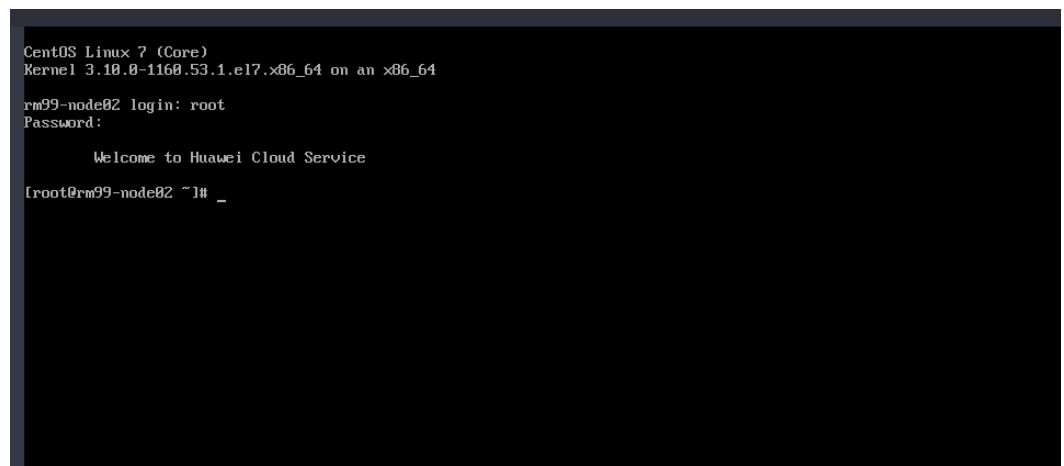 CentOS Linux 7 (Core)
Kernel 3.10.0-1160.53.1.el7.x86_64 on an x86_64
rm99-node02 login: root
Password:
Welcome to Huawei Cloud Service
[root@rm99-node02 ~]# _